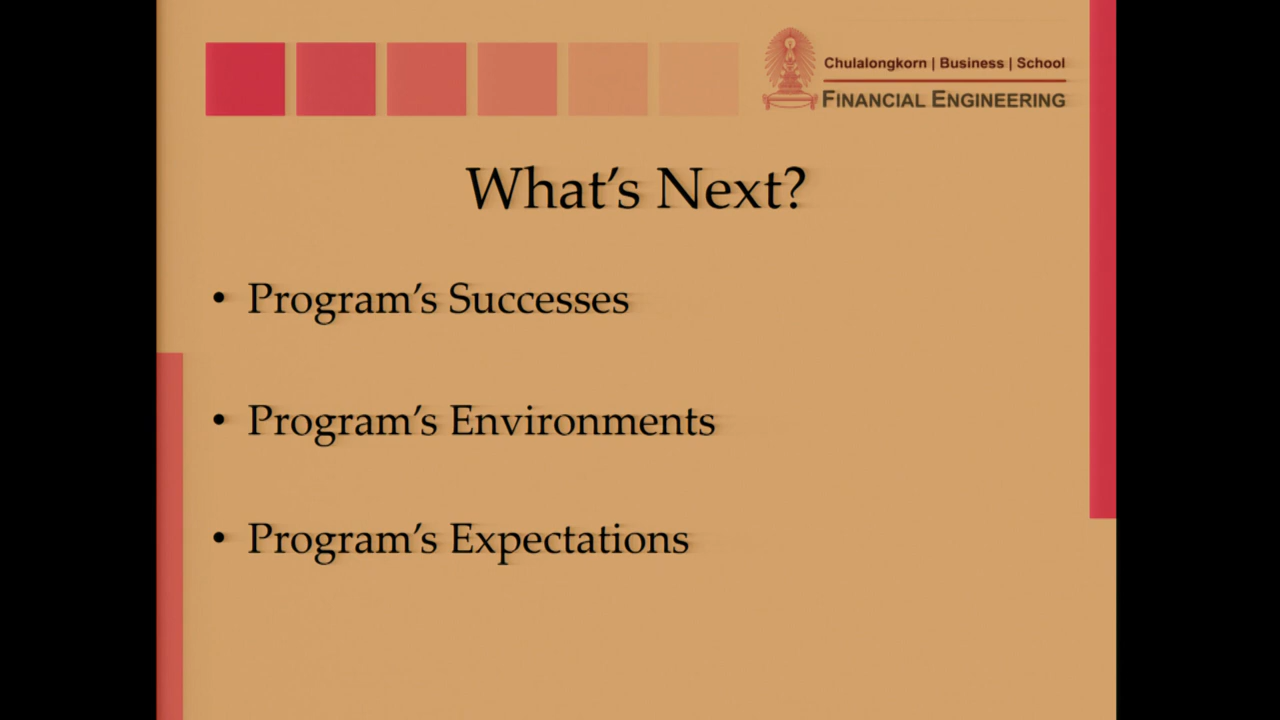 Chulalongkorn | Business | School
FINANCIAL ENGINEERING
What’s Next?
• Program’s Successes
• Program’s Environments
• Program’s Expectations